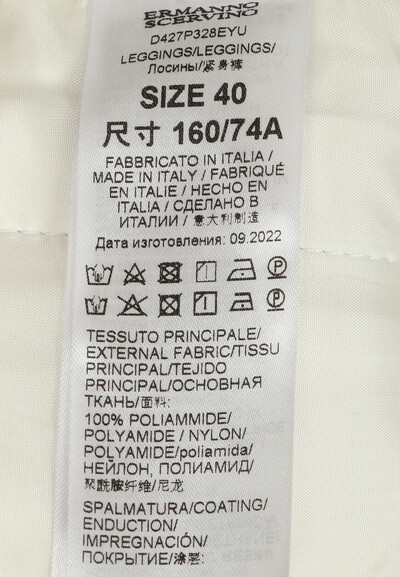 ERMANNO
SCERVINO
D427P328EYU
LEGGINGS/LEGGINGS/
Лосины/紧身裤
SIZE 40
尺寸 160/74A
FABBRICATO IN ITALIA /
MADE IN ITALY / FABRIQUÉ
EN ITALIE / HECHO EN
ITALIA / СДЕЛАНО В
ИТАЛИИ / 意大利制造
Дата изготовления: 09.2022
TESSUTO PRINCIPALE/
EXTERNAL FABRIC/TISSU
PRINCIPAL/TEJIDO
PRINCIPAL/ОСНОВНАЯ
ТКАНЬ/面料:
100% POLIAMMIDE/
POLYAMIDE / NYLON/
POLYAMIDE/poliamida/
НЕЙЛОН, ПОЛИАМИД/
聚酰胺纤维/尼龙
SPALMATURA/COATING/
ENDUCTION/
IMPREGNACIÓN/
ПОКРЫТИЕ/涂层: